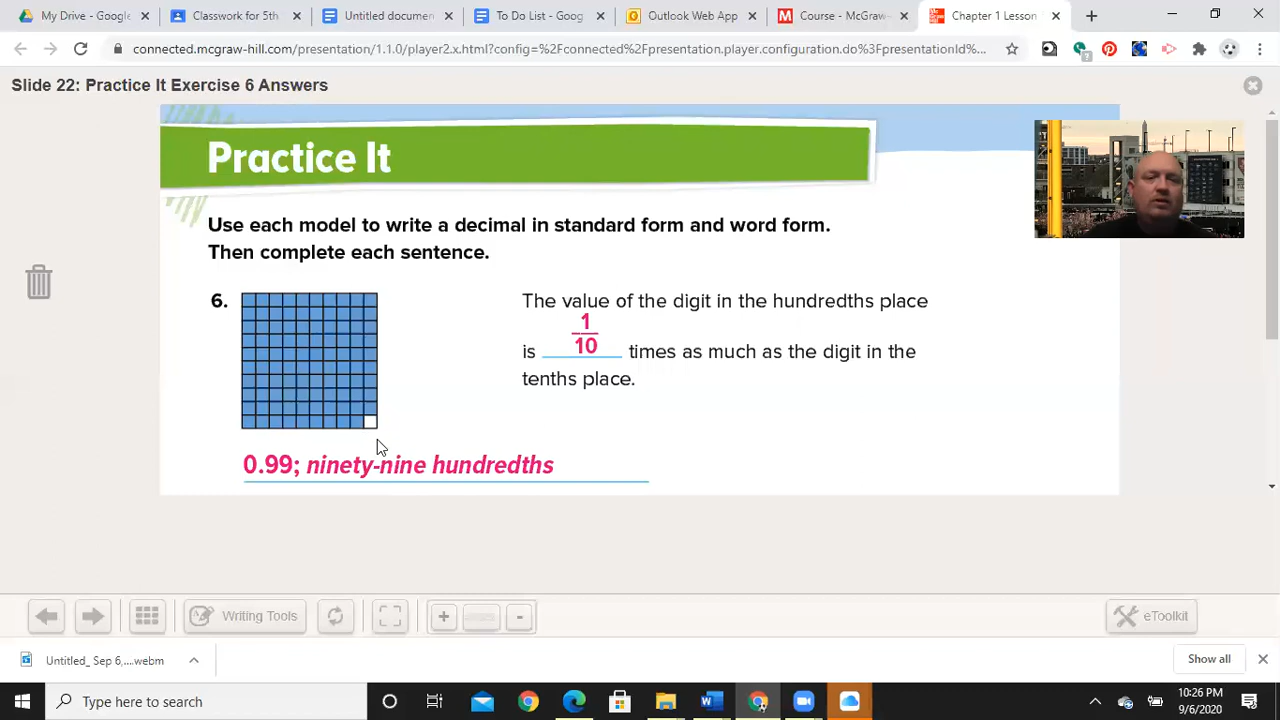 My Drive - Google
Classwork for 5th
Untitled documen
To Do List - Goog
Outlook Web App
Course - McGraw-
Chapter 1 Lesson
connected.mcgraw-hill.com/presentation/1.1.0/player2.x.html?config=%2Fconnected%2Fpresentation.player.configuration.do%3FpresentationId%...
Slide 22: Practice It Exercise 6 Answers
Practice It
Use each model to write a decimal in standard form and word form.
Then complete each sentence.
6.
The value of the digit in the hundredths place
is 1/10 times as much as the digit in the
tenths place.
0.99; ninety-nine hundredths
Writing Tools
+
-
eToolkit
Untitled_ Sep 6,....webm
Show all
Type here to search
10:26 PM
9/6/2020